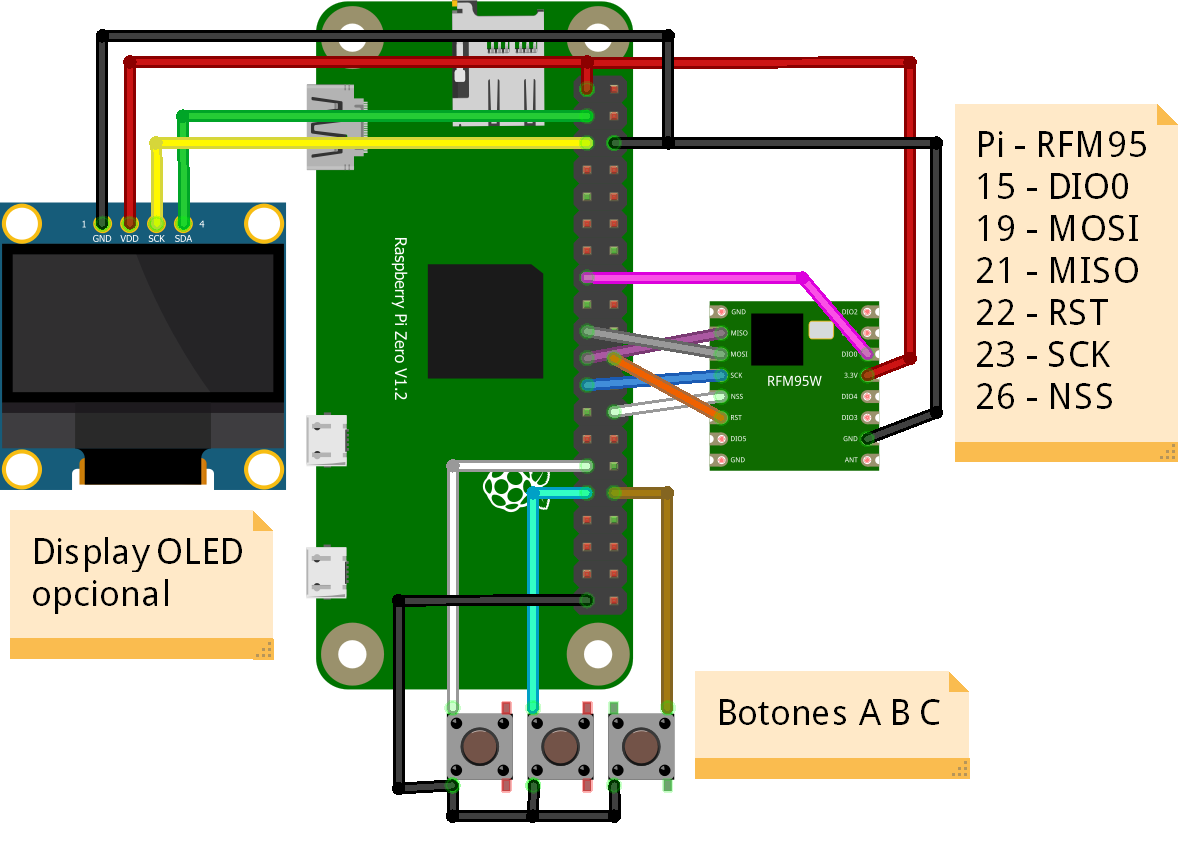 1
4
GND VDD SCK SDA
Raspberry Pi Zero V1.2
GND
MISO
MOSI
SCK
NSS
RST
DIO5
GND
RFM95W
DIO2
DIO0
3.3V
DIO4
DIO3
GND
ANT
Pi - RFM95
15 - DIO0
19 - MOSI
21 - MISO
22 - RST
23 - SCK
26 - NSS
Display OLED
opcional
Botones A B C